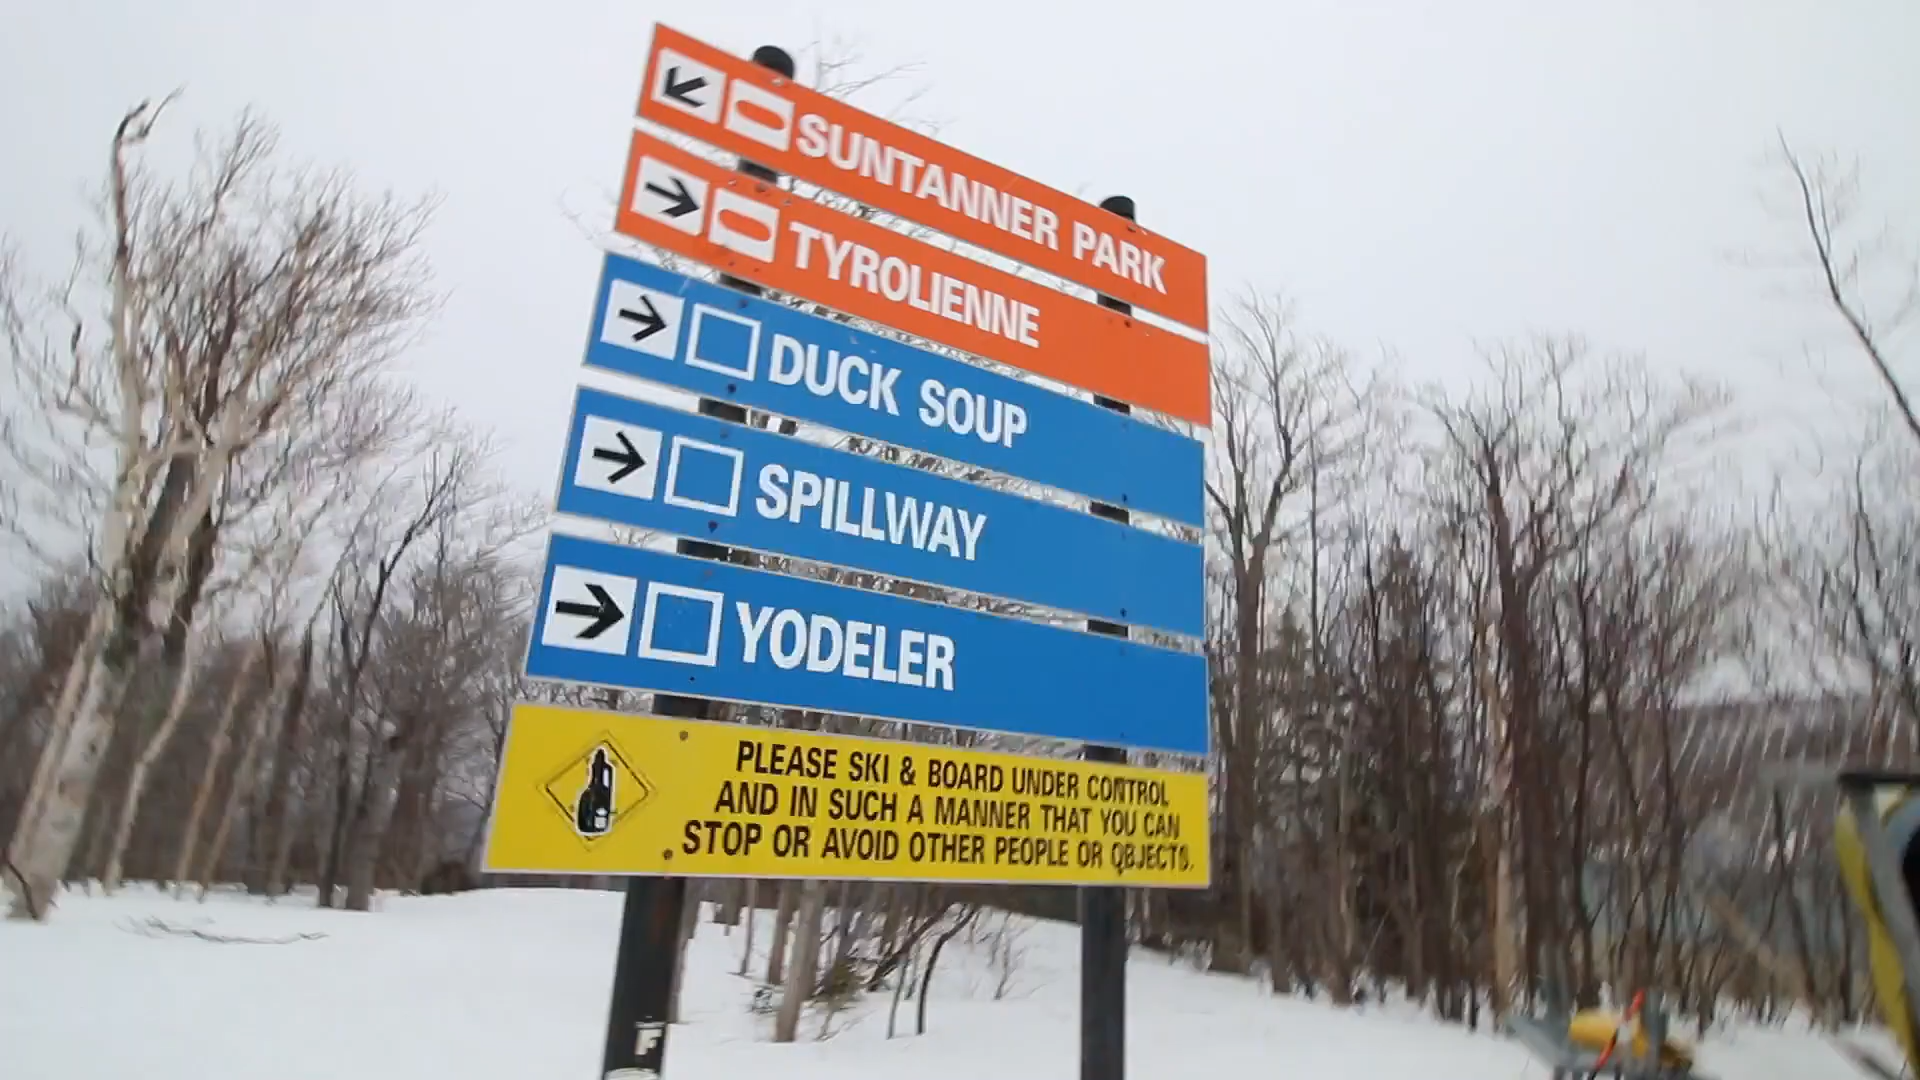 SUNTANNER PARK
TYROLIENNE
DUCK SOUP
SPILLWAY
YODELER
PLEASE SKI & BOARD UNDER CONTROL
AND IN SUCH A MANNER THAT YOU CAN
STOP OR AVOID OTHER PEOPLE OR OBJECTS.
F